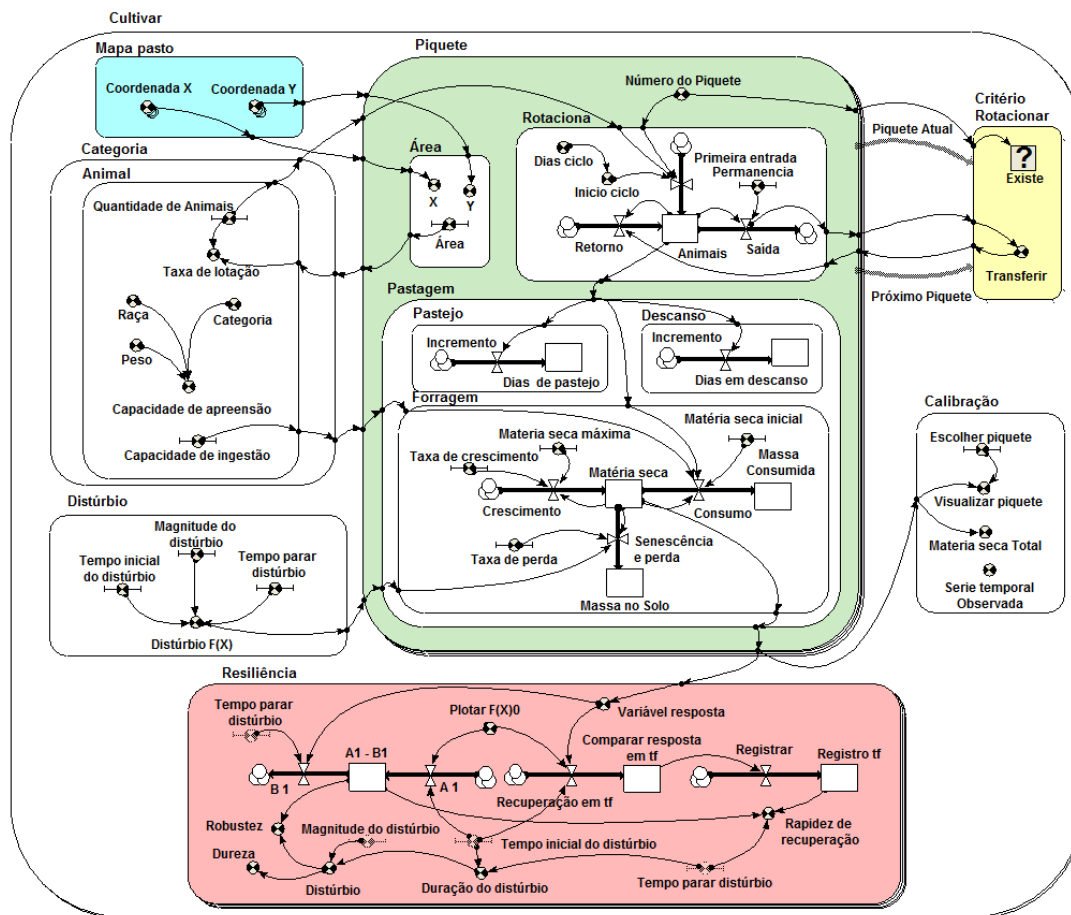 Cultivar
Mapa pasto
Coordenada X
Coordenada Y
Categoria
Animal
Quantidade de Animais
Taxa de lotação
Raça
Categoria
Peso
Capacidade de apreensão
Capacidade de ingestão
Distúrbio
Magnitude do
distúrbio
Tempo inicial
do distúrbio
Tempo parar
distúrbio
Distúrbio F(X)
Piquete
Número do Piquete
Área
X
Y
Área
Rotaciona
Dias ciclo
Inicio ciclo
Primeira entrada
Permanencia
Retorno
Animais
Saída
Piquete Atual
Próximo Piquete
Critério
Rotacionar
?
Existe
Transferir
Pastagem
Pastejo
Incremento
Dias de pastejo
Descanso
Incremento
Dias em descanso
Forragem
Materia seca máxima
Matéria seca inicial
Taxa de crescimento
Matéria seca
Massa
Consumida
Crescimento
Consumo
Taxa de perda
Senescência
e perda
Massa no Solo
Calibração
Escolher piquete
Visualizar piquete
Materia seca Total
Serie temporal
Observada
Resiliência
Tempo parar
distúrbio
Plotar F(X)0
Variável resposta
A1 - B1
Comparar resposta
em tf
Registrar
Registro tf
B 1
A 1
Recuperação em tf
Robustez
Magnitude do distúrbio
Tempo inicial do distúrbio
Rapidez de
recuperação
Dureza
Distúrbio
Duração do distúrbio
Tempo parar distúrbio